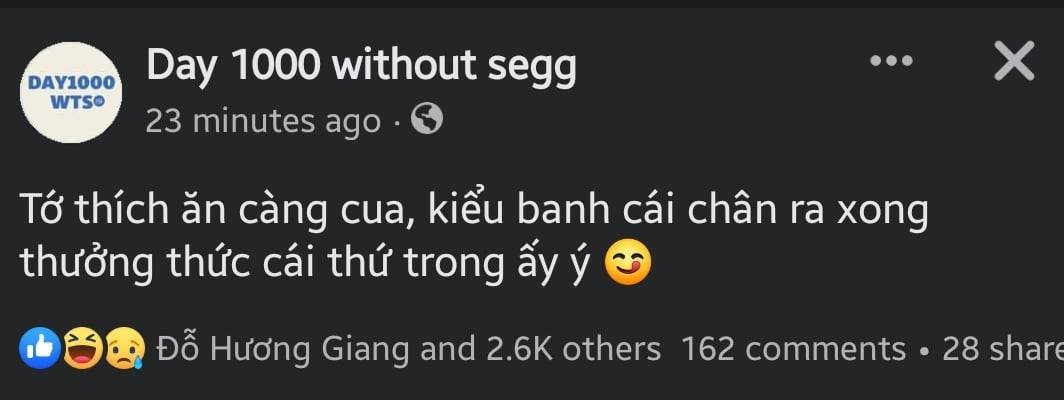 DAY1000
WTS
Day 1000 without segg
23 minutes ago ·
Tớ thích ăn càng cua, kiểu banh cái chân ra xong
thưởng thức cái thứ trong ấy ý 😋
Đỗ Hương Giang and 2.6K others 162 comments • 28 share